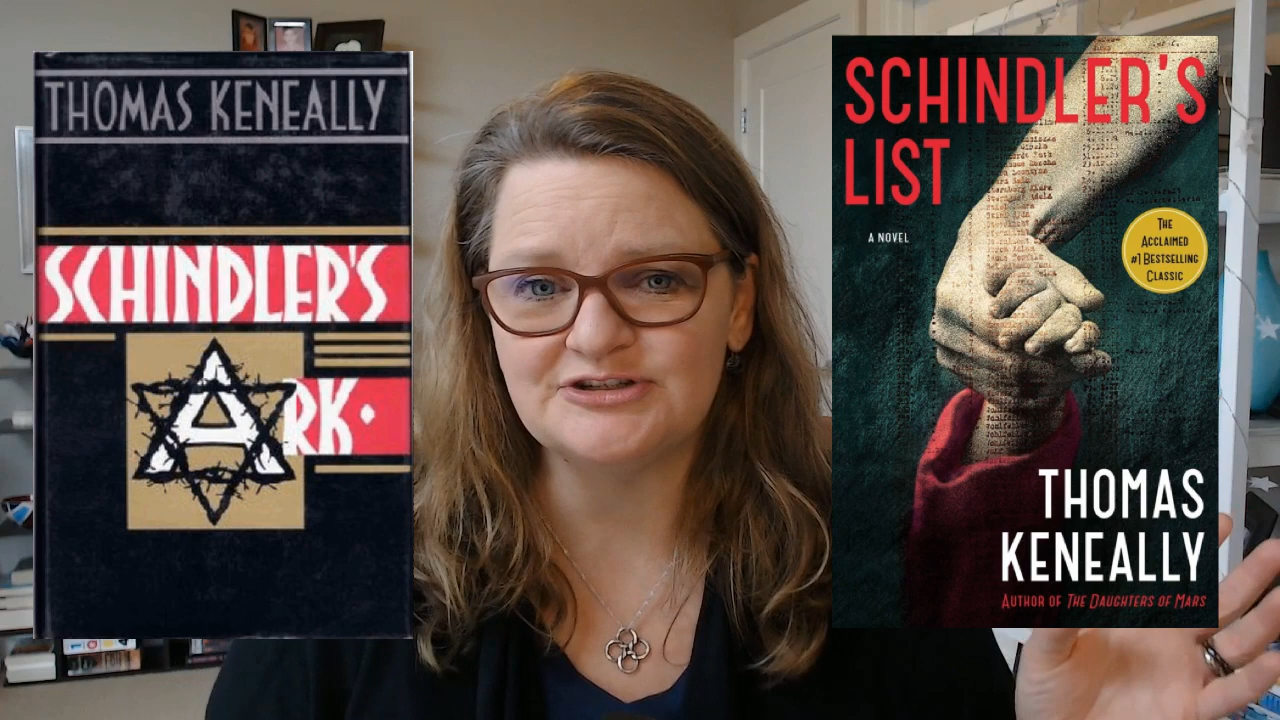 THOMAS KENEALLY
SCHINDLER'S
ARK·
SCHINDLER'S
LIST
A NOVEL
THE
ACCLAIMED
#1 BESTSELLING
CLASSIC
THOMAS
KENEALLY
AUTHOR OF THE DAUGHTERS OF MARS